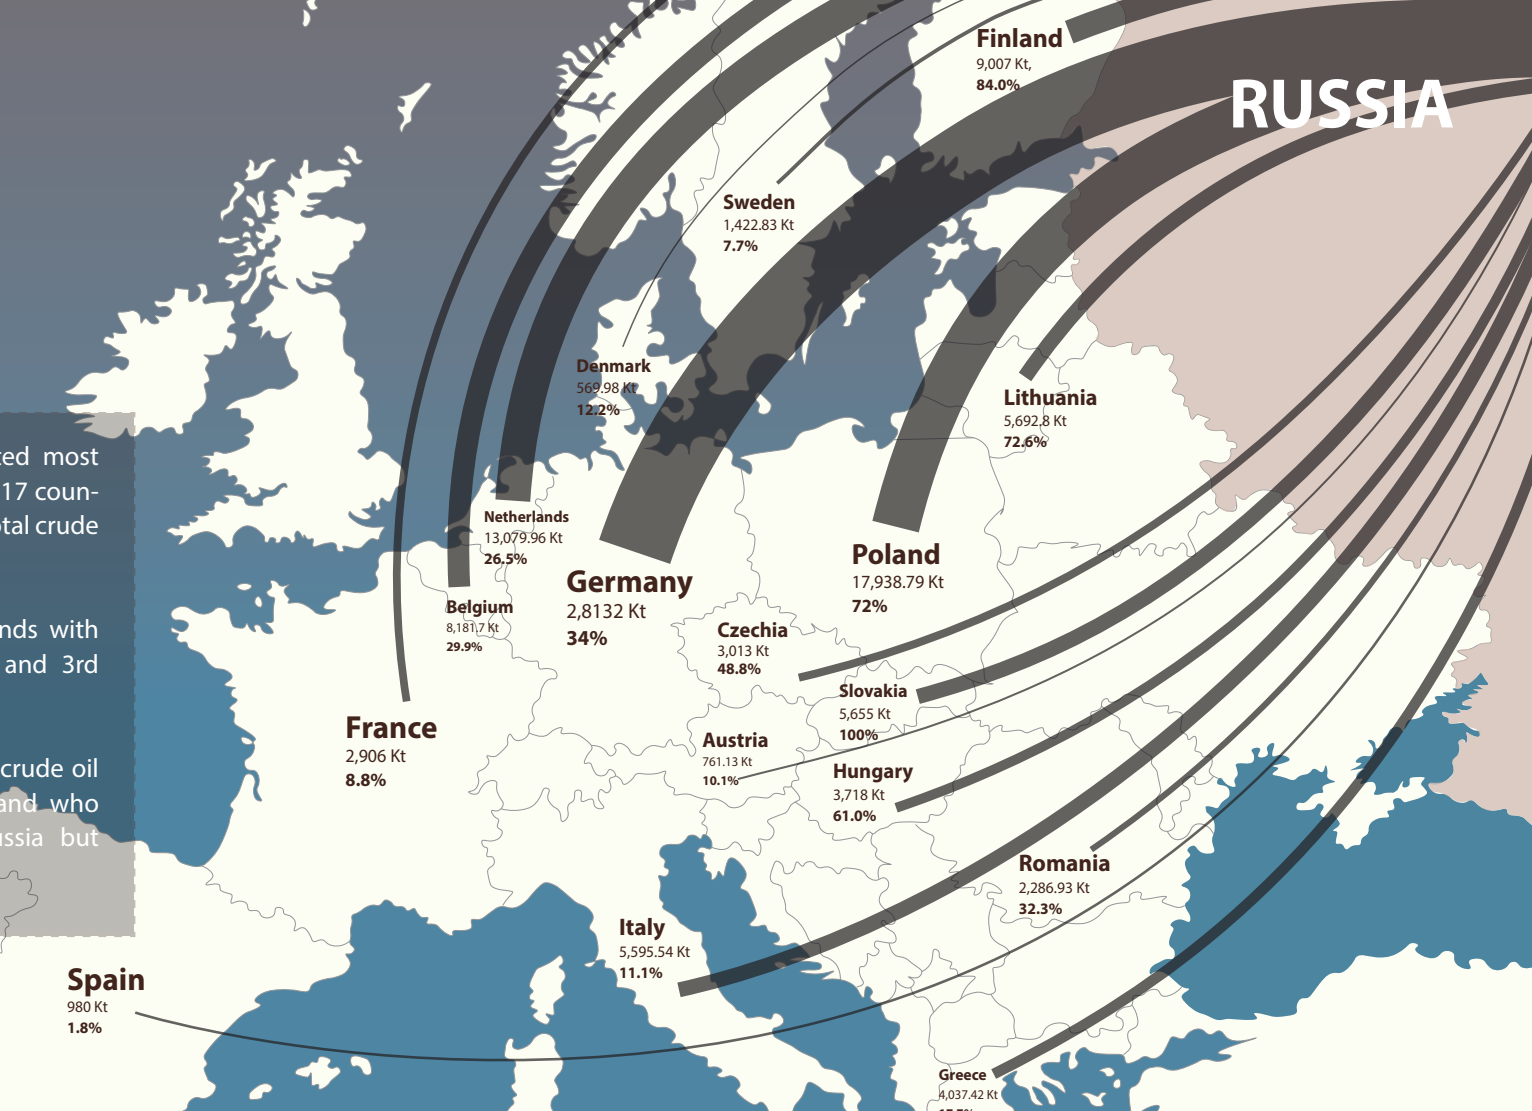 Finland
9,007 Kt,
84.0%
RUSSIA
Sweden
1,422.83 Kt
7.7%
Denmark
569.98 Kt
12.2%
Lithuania
5,692.8 Kt
72.6%
most
17 coun-
crude
Netherlands
13,079.96 Kt
26.5%
Poland
17,938.79 Kt
72%
Germany
2,8132 Kt
34%
Belgium
8,181.7 Kt
29.9%
with
and 3rd
Czechia
3,013 Kt
48.8%
Slovakia
5,655 Kt
100%
France
2,906 Kt
8.8%
Austria
761.13 Kt
10.1%
Hungary
3,718 Kt
61.0%
crude oil
and who
but
Romania
2,286.93 Kt
32.3%
Italy
5,595.54 Kt
11.1%
Spain
980 Kt
1.8%
Greece
4,037.42 Kt